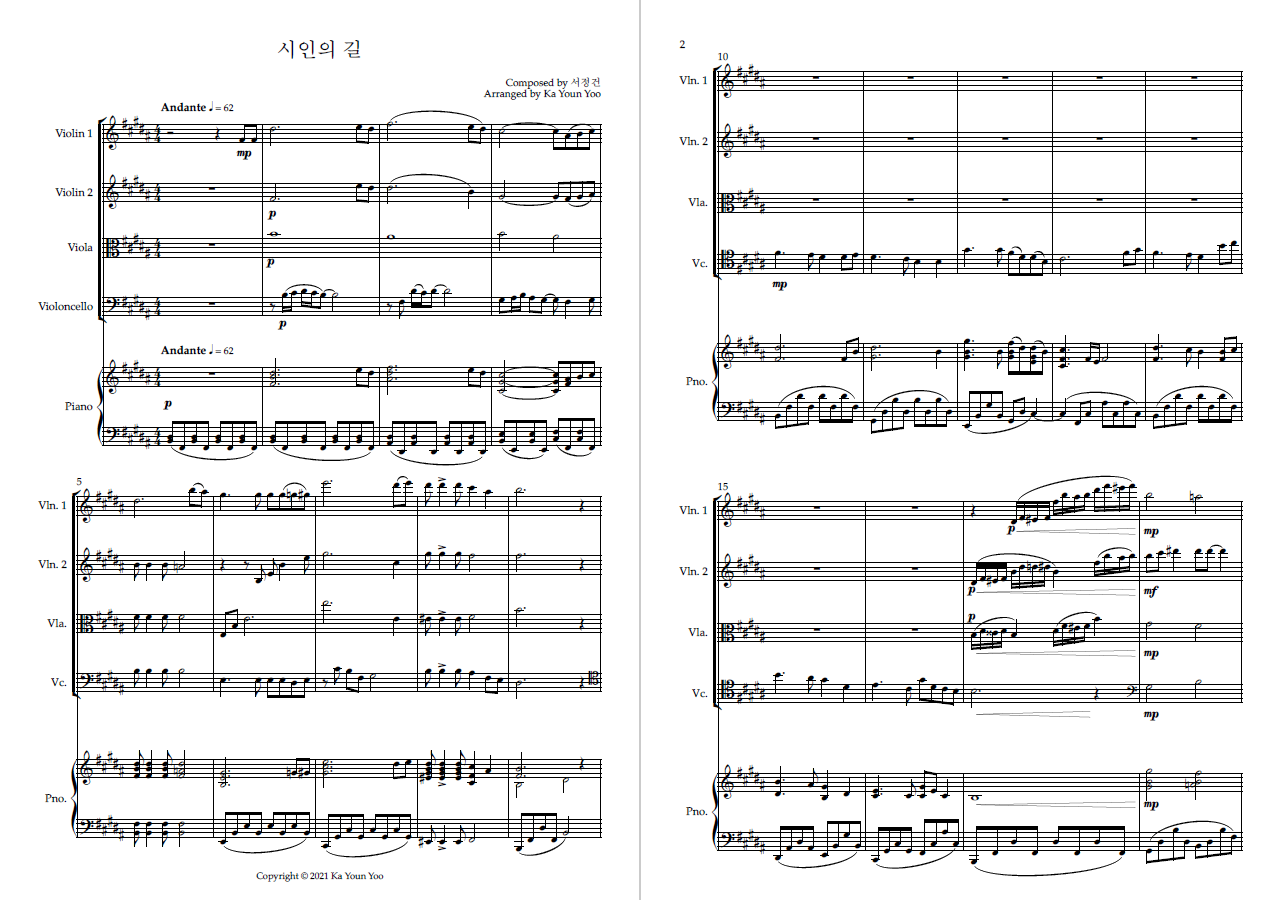 시인의 길
Composed by 서정건
Arranged by Ka Youn Yoo
Andante ♩ = 62
Violin 1
mp
Violin 2
p
Viola
p
Violoncello
p
Andante ♩ = 62
Piano
p
5
Vln. 1
Vln. 2
Vla.
Vc.
Pno.
Copyright © 2021 Ka Youn Yoo
2
10
Vln. 1
Vln. 2
Vla.
Vc.
mp
Pno.
15
Vln. 1
p
mp
Vln. 2
p
mf
Vla.
p
mp
Vc.
mp
Pno.
mp